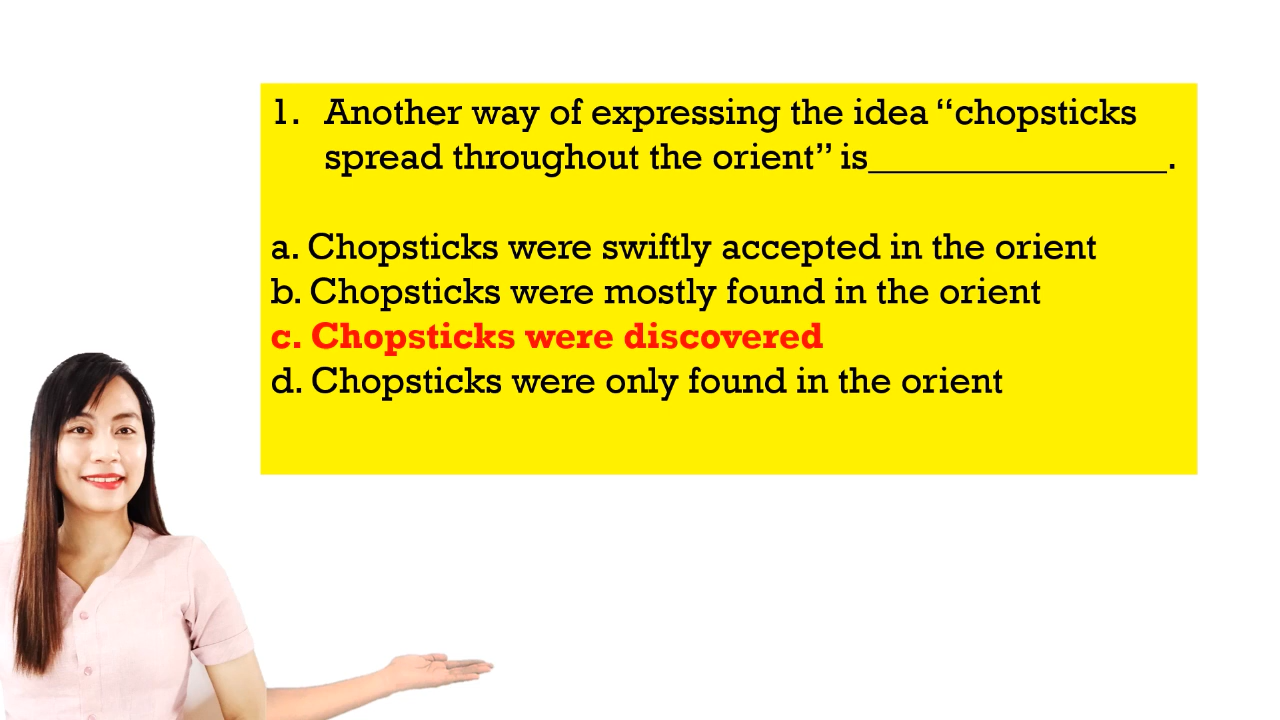 1. Another way of expressing the idea “chopsticks
spread throughout the orient” is________________.
a. Chopsticks were swiftly accepted in the orient
b. Chopsticks were mostly found in the orient
c. Chopsticks were discovered
d. Chopsticks were only found in the orient